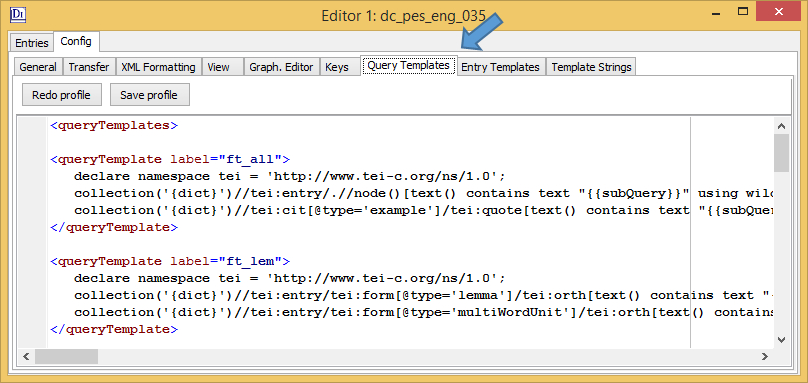 Di Editor 1: dc_pes_eng_035
Entries Config
General Transfer XML Formatting View Graph. Editor Keys Query Templates Entry Templates Template Strings
Redo profile Save profile
<queryTemplates>
<queryTemplate label="ft_all">
declare namespace tei = 'http://www.tei-c.org/ns/1.0';
collection('{dict}')//tei:entry/.//node()[text() contains text "{{subQuery}}" using wild
collection('{dict}')//tei:cit[@type='example']/tei:quote[text() contains text "{{subQue
</queryTemplate>
<queryTemplate label="ft_lem">
declare namespace tei = 'http://www.tei-c.org/ns/1.0';
collection('{dict}')//tei:entry/tei:form[@type='lemma']/tei:orth[text() contains text "
collection('{dict}')//tei:entry/tei:form[@type='multiWordUnit']/tei:orth[text() contains
</queryTemplate>